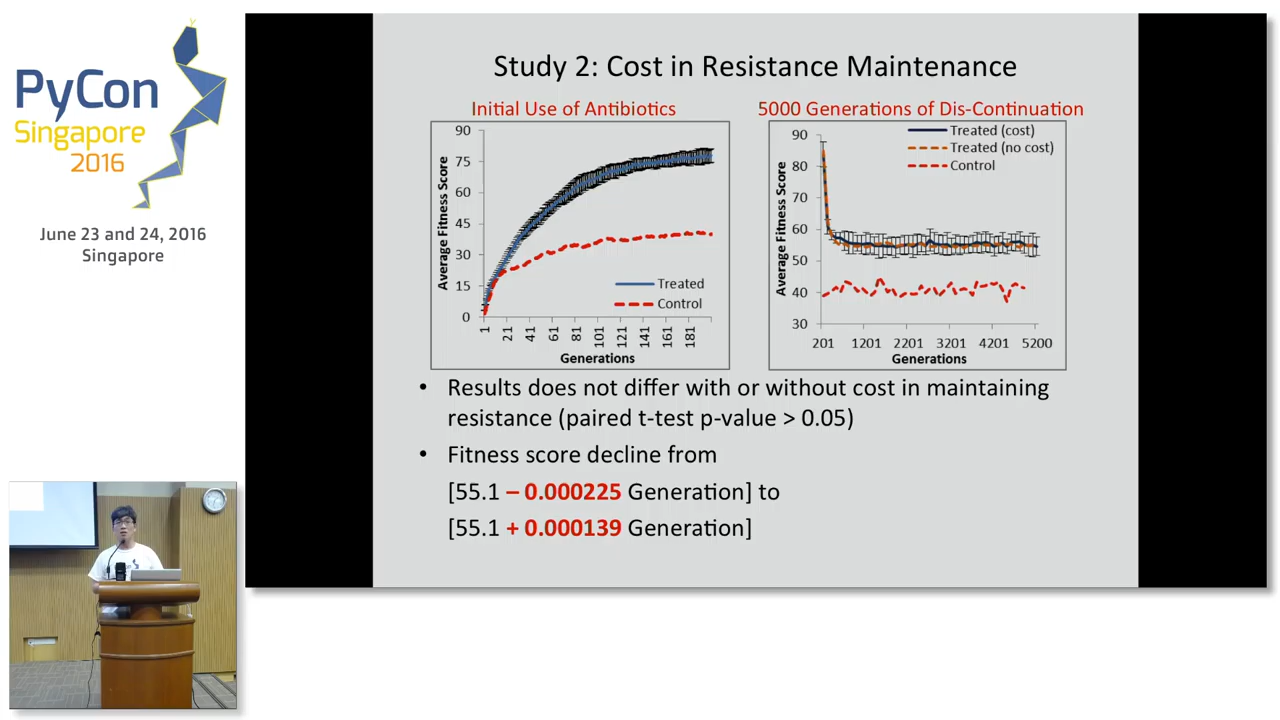 PyCon
Singapore
2016
June 23 and 24, 2016
Singapore
Study 2: Cost in Resistance Maintenance
Initial Use of Antibiotics
90
75
60
45
30
15
0
Average Fitness Score
Treated
Control
1
21
41
61
81
101
121
141
161
181
Generations
5000 Generations of Dis-Continuation
90
80
70
60
50
40
30
Average Fitness Score
Treated (cost)
Treated (no cost)
Control
201 1201 2201 3201 4201 5200
Generations
• Results does not differ with or without cost in maintaining
resistance (paired t-test p-value > 0.05)
• Fitness score decline from
[55.1 – 0.000225 Generation] to
[55.1 + 0.000139 Generation]